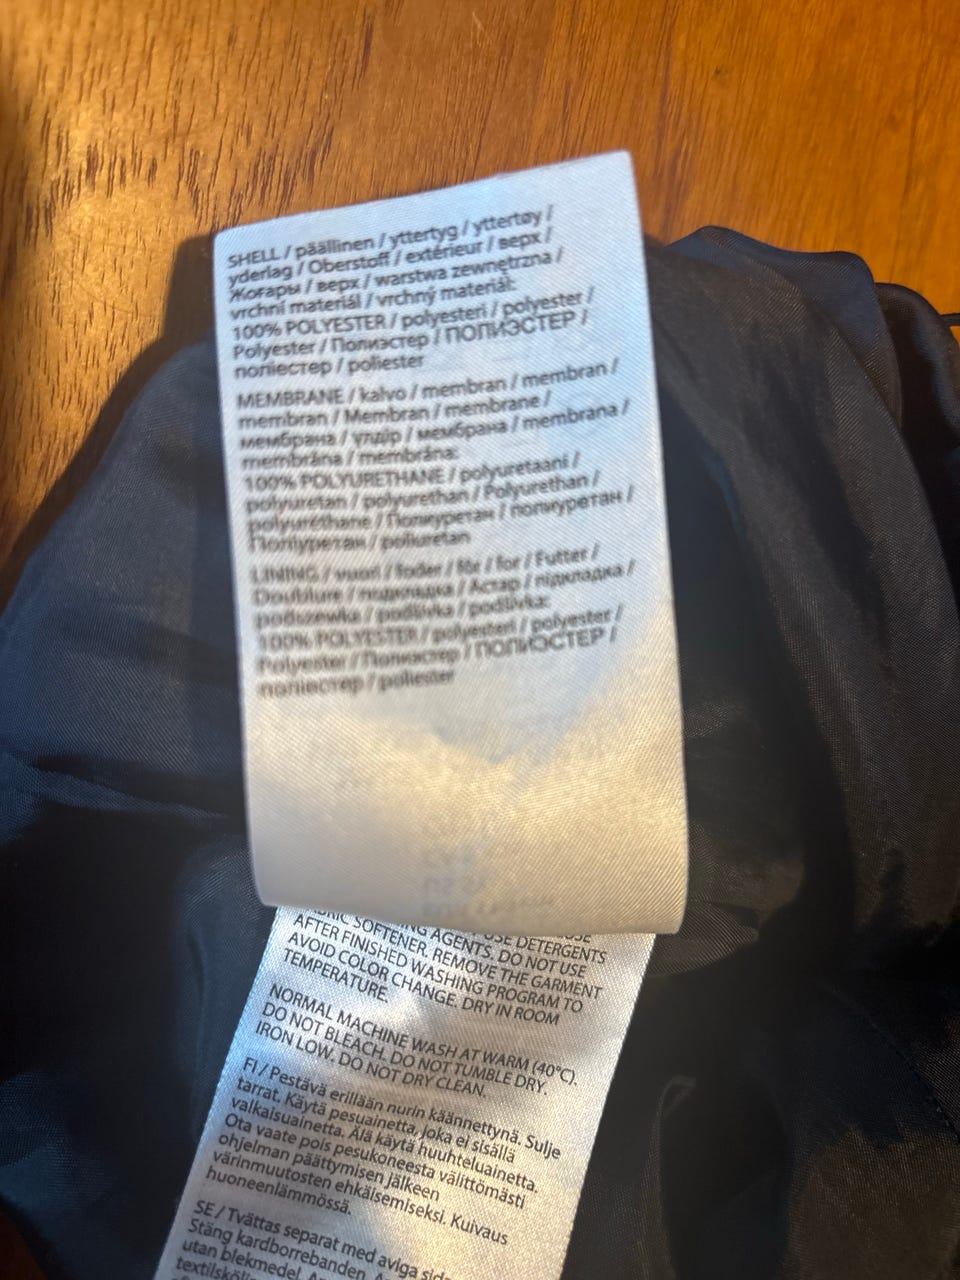 SHELL / päällinen / yttertyg / yttertøy /
yderlag / Oberstoff / extérieur / верх /
Жоғары / верх / warstwa zewnętrzna /
vrchní materiál / vrchný materiál:
100% POLYESTER / polyesteri / polyester /
Polyester / Полиэстер / ПОЛИЭСТЕР /
поліестер / poliester
MEMBRANE / kalvo / membran / membran /
membran / Membran / membrane /
мембрана / үлдір / мембрана / membrana /
membrána / membrána:
100% POLYURETHANE / polyuretaani /
polyuretan / polyurethan / Polyurethan /
polyuréthane / Полиуретан / полиуретан /
Поліуретан / poliuretan
LINING / vuori / foder / fôr / for / Futter /
Doublure / подкладка / Астар / підкладка /
podszewka / podšívka / podšívka:
100% POLYESTER / polyesteri / polyester /
Polyester / Полиэстер / ПОЛИЭСТЕР /
поліестер / poliester
AGENTS. DO NOT USE
FABRIC SOFTENER. REMOVE THE GARMENT
AFTER FINISHED WASHING PROGRAM TO
AVOID COLOR CHANGE. DRY IN ROOM
TEMPERATURE.
NORMAL MACHINE WASH AT WARM (40°C).
DO NOT BLEACH. DO NOT TUMBLE DRY.
IRON LOW. DO NOT DRY CLEAN.
FI / Pestävä erillään nurin käännettynä. Sulje
tarrat. Käytä pesuainetta, joka ei sisällä
valkaisuainetta. Älä käytä huuhteluainetta.
Ota vaate pois pesukoneesta välittömästi
ohjelman päättymisen jälkeen
värinmuutosten ehkäisemiseksi. Kuivaus
huoneenlämmössä.
SE / Tvättas separat med aviga
Stäng kardborrebanden.
utan blekmedel.